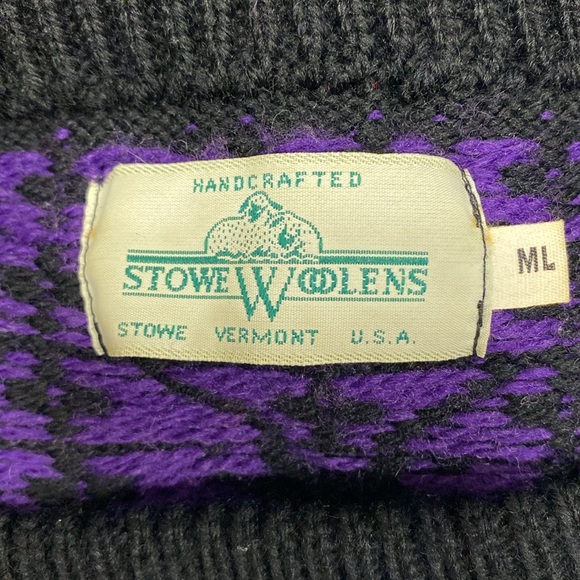 HANDCRAFTED
STOWE WOOLENS
STOWE VERMONT U.S.A.
ML